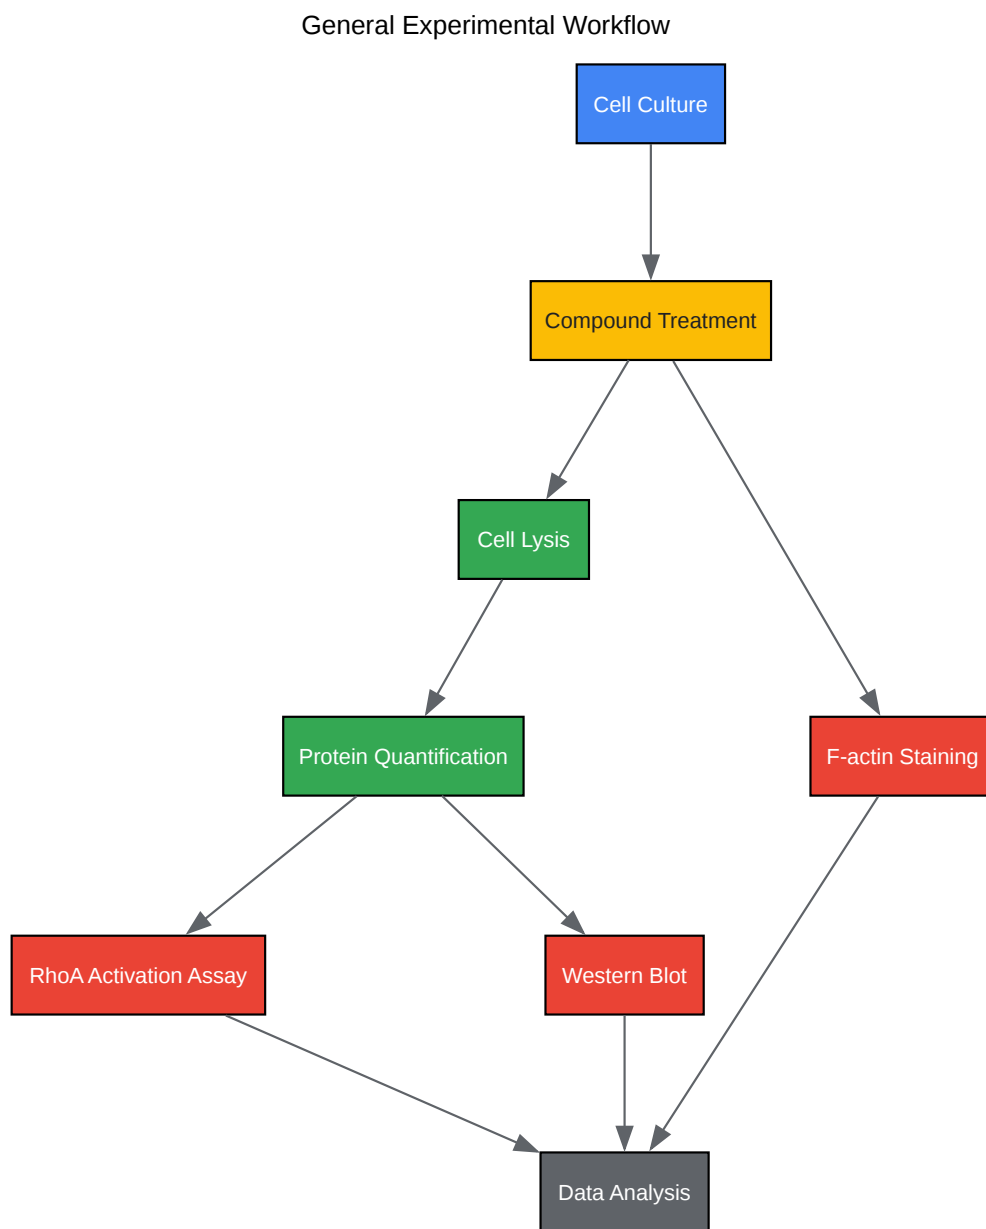 General Experimental Workflow
Cell Culture
Compound Treatment
Cell Lysis
Protein Quantification
F-actin Staining
RhoA Activation Assay
Western Blot
Data Analysis